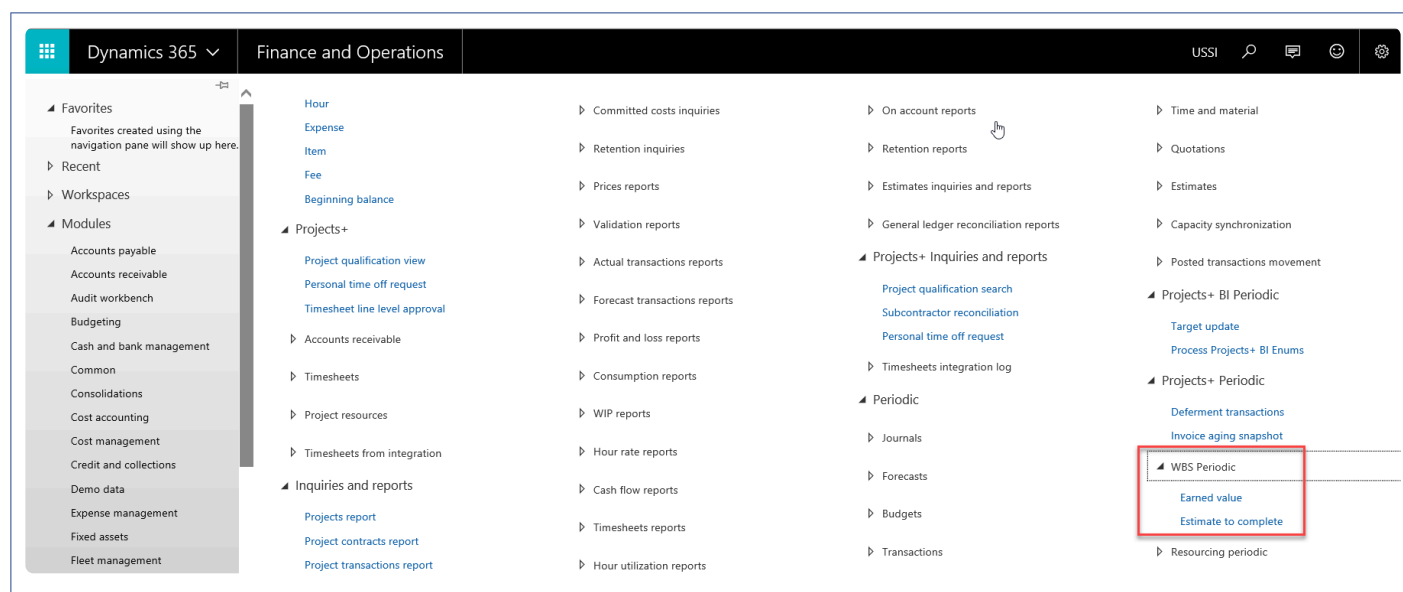 Dynamics 365
Finance and Operations
USSI
Favorites
Favorites created using the
navigation pane will show up here.
Recent
Workspaces
Modules
Accounts payable
Accounts receivable
Audit workbench
Budgeting
Cash and bank management
Common
Consolidations
Cost accounting
Cost management
Credit and collections
Demo data
Expense management
Fixed assets
Fleet management
Hour
Expense
Item
Fee
Beginning balance
Projects+
Project qualification view
Personal time off request
Timesheet line level approval
Accounts receivable
Timesheets
Project resources
Timesheets from integration
Inquiries and reports
Projects report
Project contracts report
Project transactions report
Committed costs inquiries
Retention inquiries
Prices reports
Validation reports
Actual transactions reports
Forecast transactions reports
Profit and loss reports
Consumption reports
WIP reports
Hour rate reports
Cash flow reports
Timesheets reports
Hour utilization reports
On account reports
Retention reports
Estimates inquiries and reports
General ledger reconciliation reports
Projects+ Inquiries and reports
Project qualification search
Subcontractor reconciliation
Personal time off request
Timesheets integration log
Periodic
Journals
Forecasts
Budgets
Transactions
Time and material
Quotations
Estimates
Capacity synchronization
Posted transactions movement
Projects+ BI Periodic
Target update
Process Projects+ BI Enums
Projects+ Periodic
Deferment transactions
Invoice aging snapshot
WBS Periodic
Earned value
Estimate to complete
Resourcing periodic